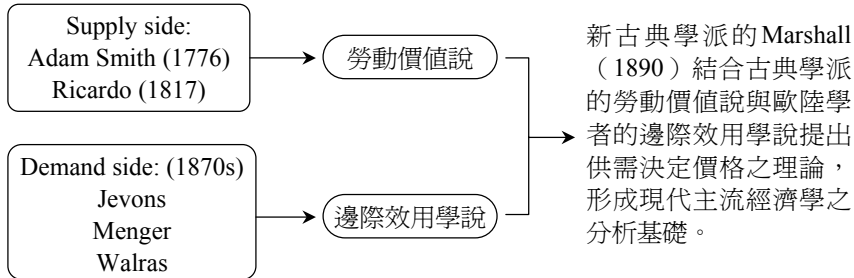 Supply side:
Adam Smith (1776)
Ricardo (1817)
勞動價值說
Demand side: (1870s)
Jevons
Menger
Walras
邊際效用學說
新古典學派的Marshall
（1890）結合古典學派
的勞動價值說與歐陸學
者的邊際效用學說提出
供需決定價格之理論，
形成現代主流經濟學之
分析基礎。